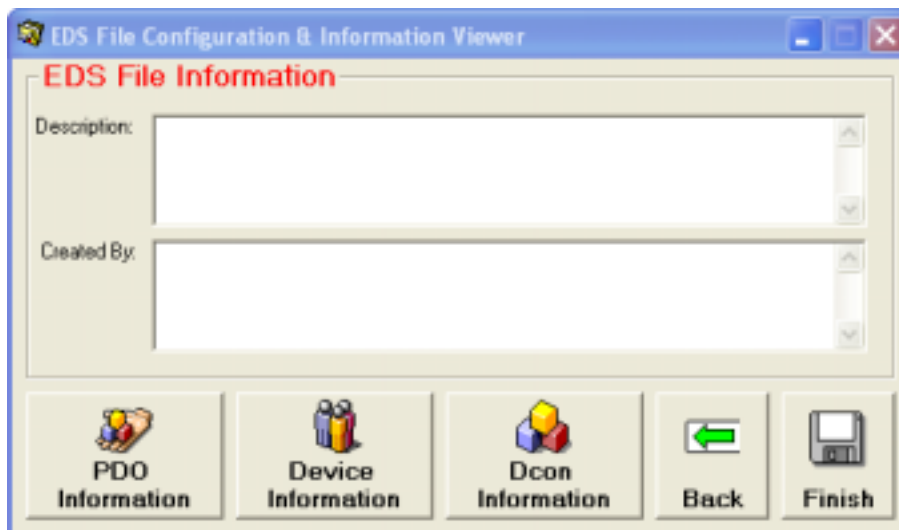 EDS File Configuration & Information Viewer
EDS File Information
Description:
Created By:
PDO
Information
Device
Information
Dcon
Information
Back
Finish